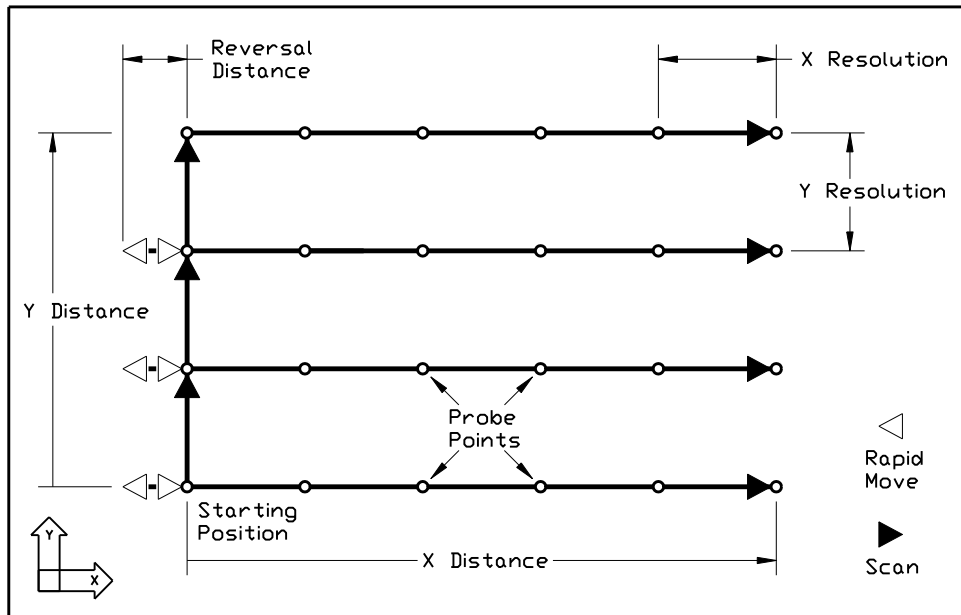 Reversal
Distance
X Resolution
Y Resolution
Y Distance
Probe
Points
Rapid
Move
Starting
Position
X Distance
Scan
Y
X